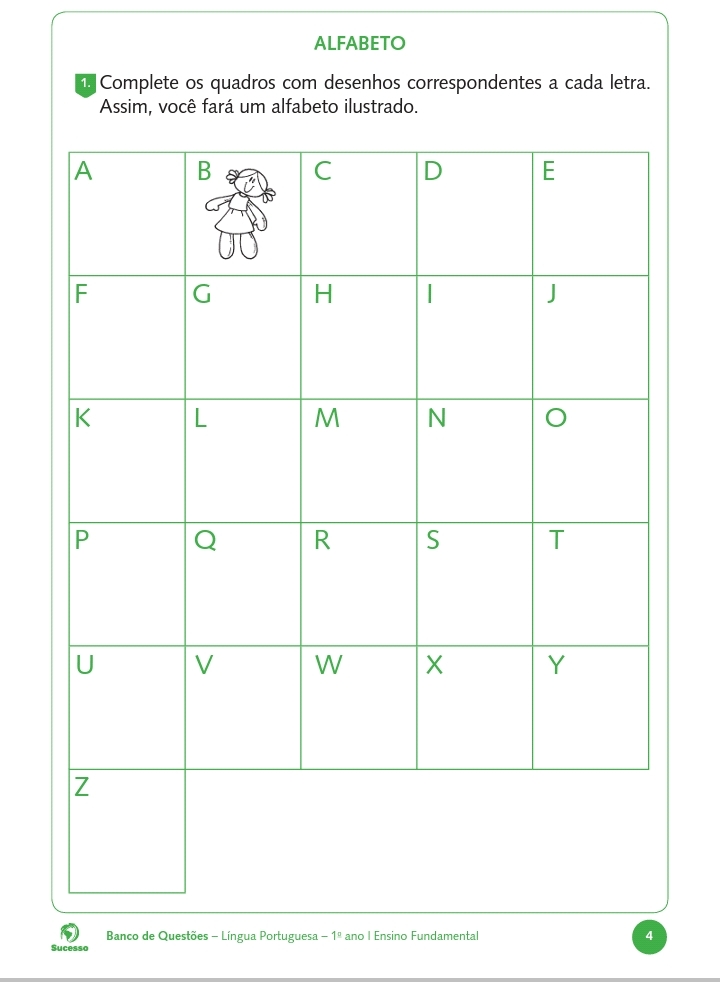 ALFABETO
1. Complete os quadros com desenhos correspondentes a cada letra.
Assim, você fará um alfabeto ilustrado.
A B C D E
F G H I J
K L M N O
P Q R S T
U V W X Y
Z
Sucesso
Banco de Questões – Língua Portuguesa – 1º ano | Ensino Fundamental
4